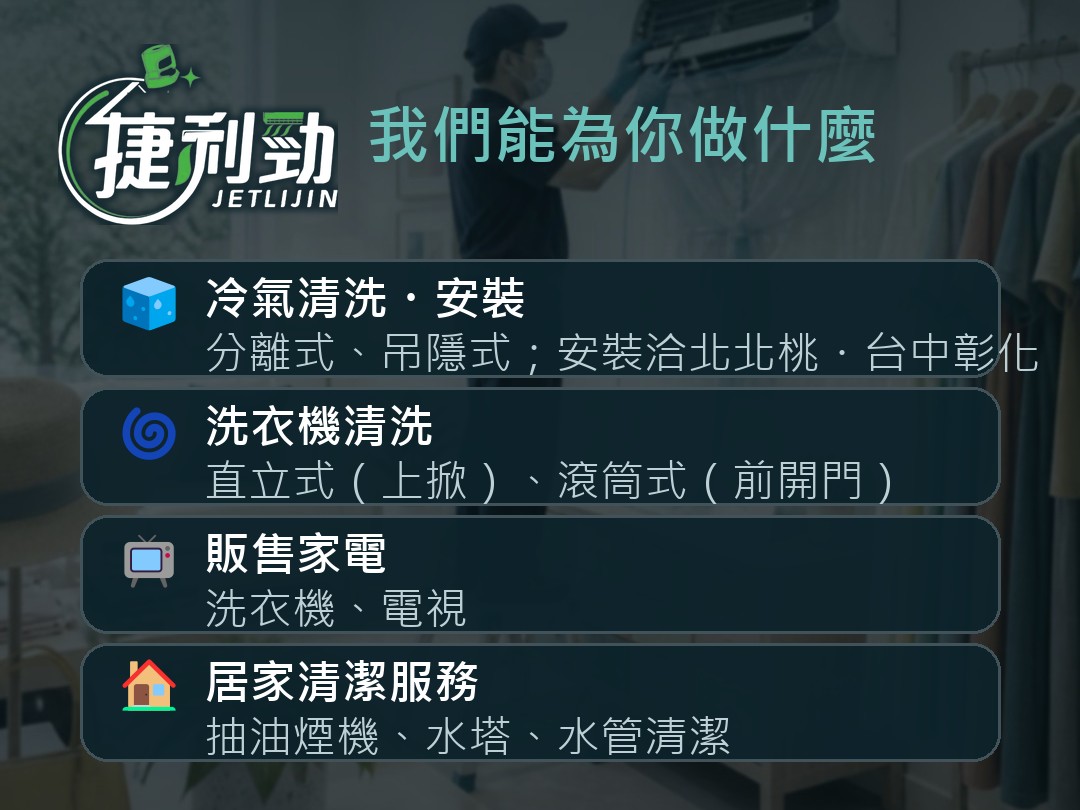 捷利勁
JETLIJIN
我們能為你做什麼
冷氣清洗・安裝
分離式、吊隱式；安裝洽北北桃・台中彰化
洗衣機清洗
直立式（上掀）、滾筒式（前開門）
販售家電
洗衣機、電視
居家清潔服務
抽油煙機、水塔、水管清潔